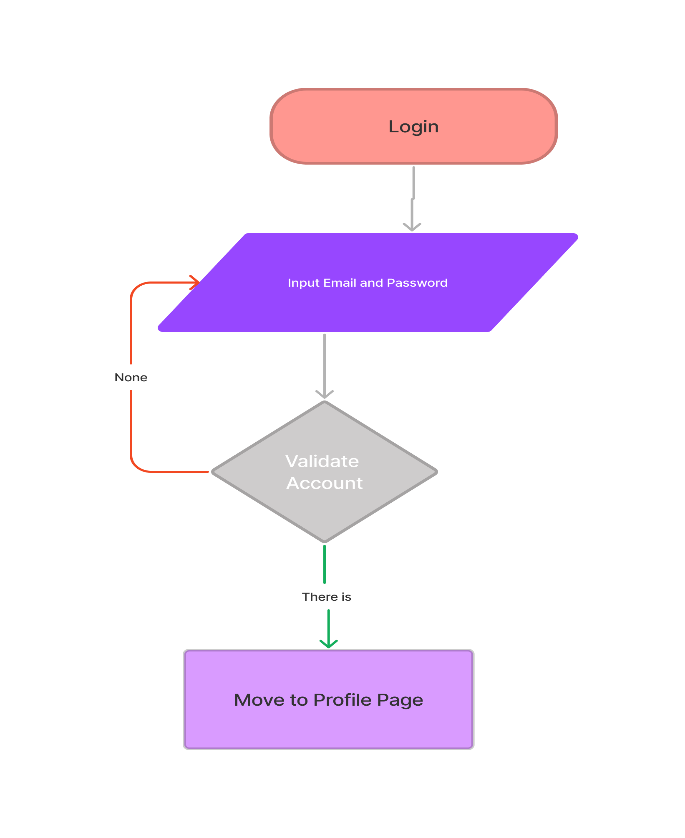 Login
Input Email and Password
None
Validate
Account
There is
Move to Profile Page